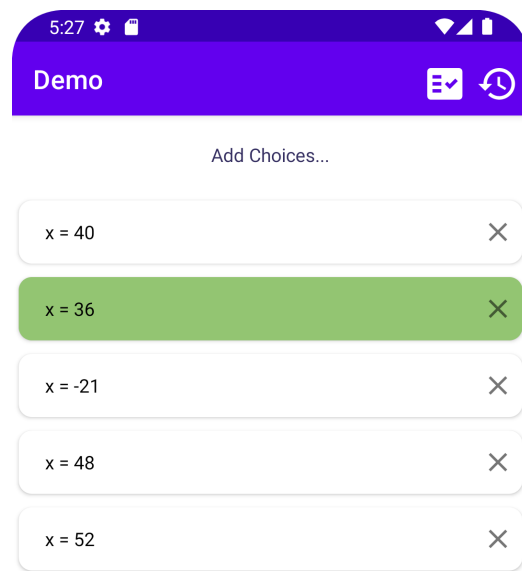 5:27
Demo
Add Choices...
x = 40
x = 36
x = -21
x = 48
x = 52